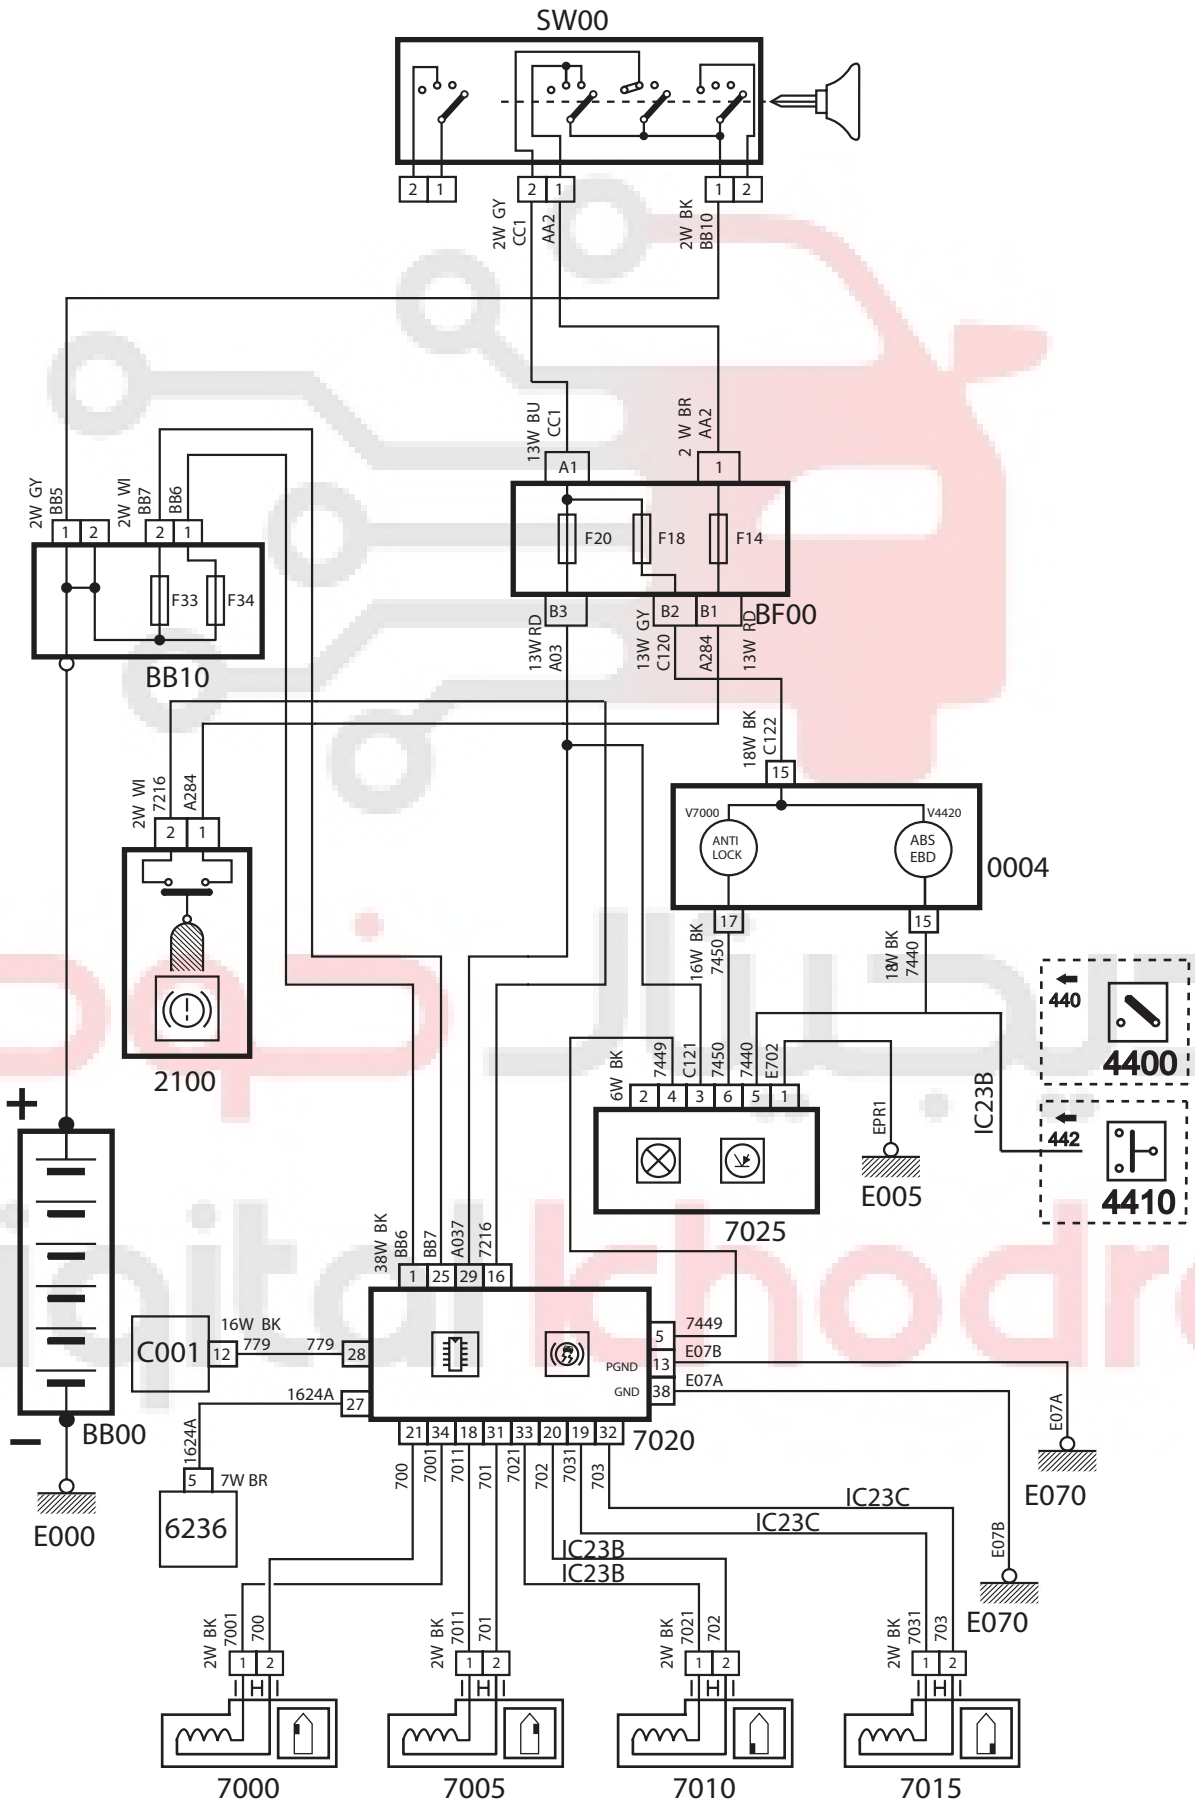 SW00
2 1
2 1
1 2
2W GY
CC1
AA2
2W BK
BB10
13W BU
CC1
2 W BR
AA2
A1
1
F20
F18
F14
B3
B2
B1
BF00
13W RD
A03
13W GY
C120
A284
13W RD
2W GY
BB5
2W WI
BB7
BB6
1 2
2 1
F33
F34
BB10
2W WI
7216
A284
2 1
2100
18W BK
C122
15
V7000
V4420
ANTI
LOCK
ABS
EBD
0004
17
15
16W BK
7450
18W BK
7440
440
4400
442
4410
IC23B
6W BK
7449
C121
7450
7440
E702
2 4 3 6 5 1
7025
EPR1
E005
+
−
BB00
E000
38W BK
BB6
BB7
A037
7216
1 25 29 16
C001
12
16W BK
779
779
28
1624A
27
1624A
5
7W BR
6236
5
7449
PGND
13
E07B
GND
38
E07A
E07A
E070
E07B
E070
21 34 18 31 33 20 19 32
7020
700
7001
7011
701
7021
702
7031
703
IC23C
IC23C
IC23B
IC23B
2W BK
7001
700
1 2
7000
2W BK
7011
701
1 2
7005
2W BK
7021
702
1 2
7010
2W BK
7031
703
1 2
7015
دیجیتال خودرو
Digital khodro